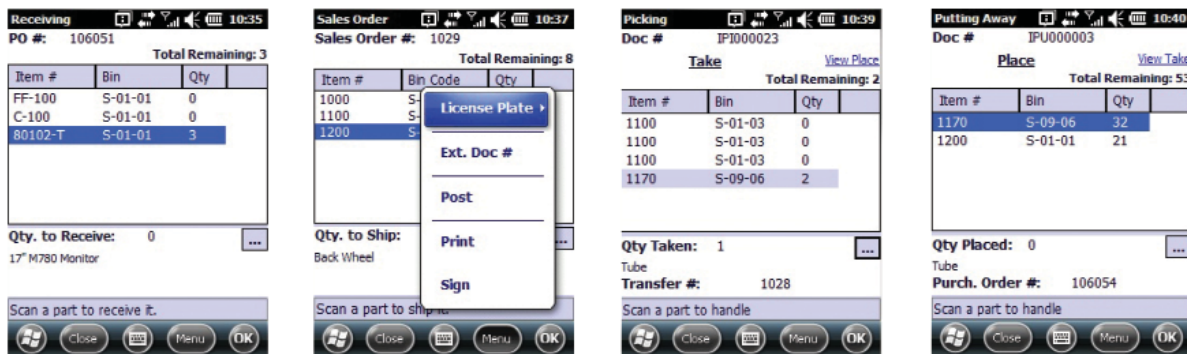 Receiving 10:35
PO #: 106051
Total Remaining: 3
Item # Bin Qty
FF-100 S-01-01 0
C-100 S-01-01 0
80102-T S-01-01 3
Qty. to Receive: 0 ...
17" M780 Monitor
Scan a part to receive it.
Close Menu OK
Sales Order 10:37
Sales Order #: 1029
Total Remaining: 8
Item # Bin Code Qty
1000 S-
1100 S-
1200 S-
License Plate
Ext. Doc #
Post
Print
Sign
Qty. to Ship: ...
Back Wheel
Scan a part to ship it.
Close Menu OK
Picking 10:39
Doc # IPI000023
Take View Place
Total Remaining: 2
Item # Bin Qty
1100 S-01-03 0
1100 S-01-03 0
1100 S-01-03 0
1170 S-09-06 2
Qty Taken: 1 ...
Tube
Transfer #: 1028
Scan a part to handle
Close Menu OK
Putting Away 10:40
Doc # IPU000003
Place View Take
Total Remaining: 53
Item # Bin Qty
1170 S-09-06 32
1200 S-01-01 21
Qty Placed: 0 ...
Tube
Purch. Order #: 106054
Scan a part to handle
Close Menu OK